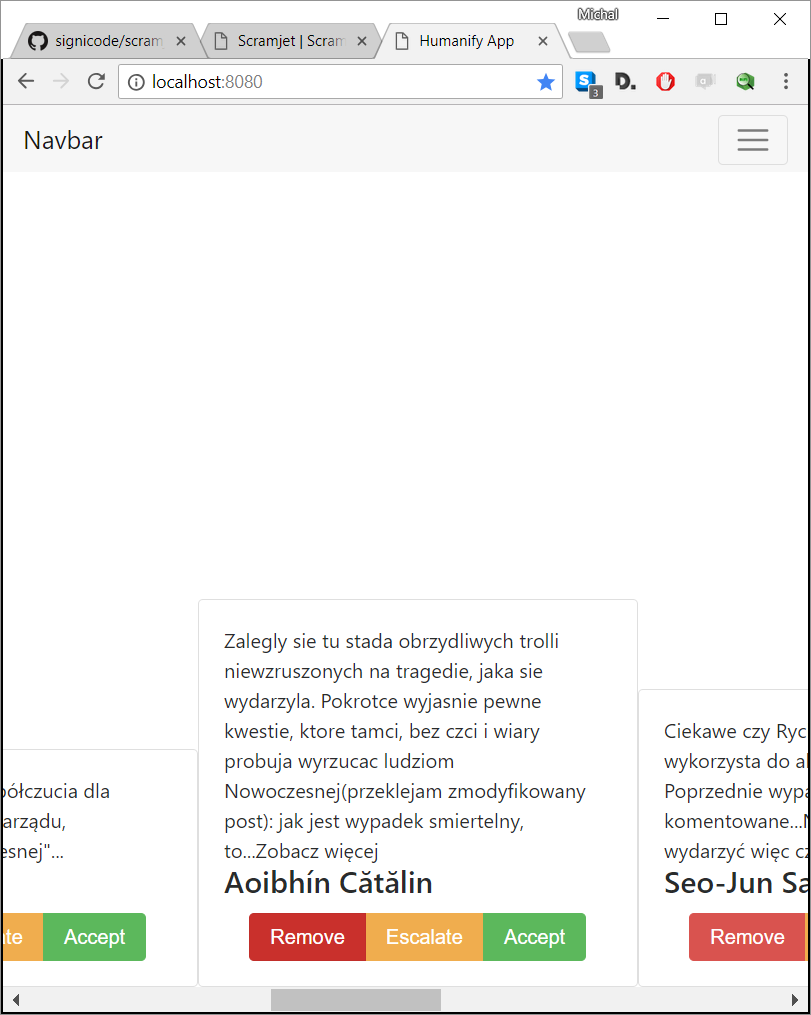 Michal
signicode/scram
Scramjet | Scram
Humanify App
localhost:8080
3
Navbar
półczucia dla
arządu,
esnej"...
Accept
Zalegly sie tu stada obrzydliwych trolli
niewzruszonych na tragedie, jaka sie
wydarzyla. Pokrotce wyjasnie pewne
kwestie, ktore tamci, bez czci i wiary
probuja wyrzucac ludziom
Nowoczesnej(przeklejam zmodyfikowany
post): jak jest wypadek smiertelny,
to...Zobacz więcej
Aoibhín Cătălin
Remove Escalate Accept
Ciekawe czy Ryc
wykorzysta do a
Poprzednie wypa
komentowane...N
wydarzyć więc cz
Seo-Jun Sa
Remove